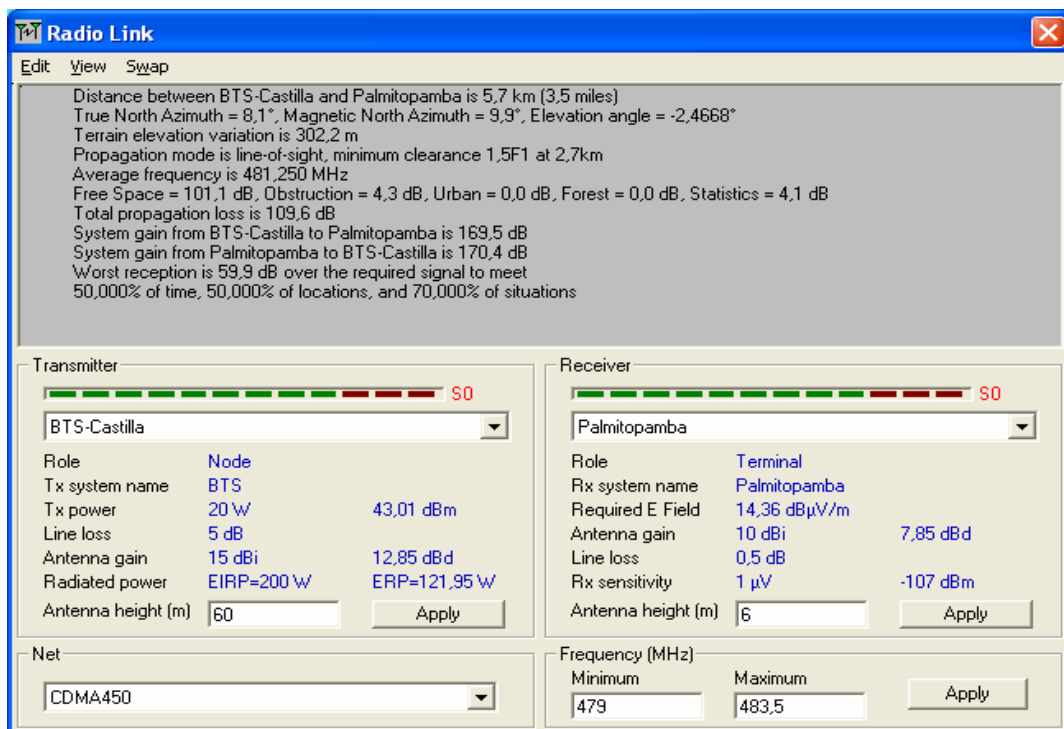 Radio Link
Edit View Swap
Distance between BTS-Castilla and Palmitopamba is 5,7 km (3,5 miles)
True North Azimuth = 8,1°, Magnetic North Azimuth = 9,9°, Elevation angle = -2,4668°
Terrain elevation variation is 302,2 m
Propagation mode is line-of-sight, minimum clearance 1,5F1 at 2,7km
Average frequency is 481,250 MHz
Free Space = 101,1 dB, Obstruction = 4,3 dB, Urban = 0,0 dB, Forest = 0,0 dB, Statistics = 4,1 dB
Total propagation loss is 109,6 dB
System gain from BTS-Castilla to Palmitopamba is 169,5 dB
System gain from Palmitopamba to BTS-Castilla is 170,4 dB
Worst reception is 59,9 dB over the required signal to meet
50,000% of time, 50,000% of locations, and 70,000% of situations
Transmitter
S0
BTS-Castilla
Role Node
Tx system name BTS
Tx power 20 W 43,01 dBm
Line loss 5 dB
Antenna gain 15 dBi 12,85 dBd
Radiated power EIRP=200 W ERP=121,95 W
Antenna height (m) 60 Apply
Receiver
S0
Palmitopamba
Role Terminal
Rx system name Palmitopamba
Required E Field 14,36 dBµV/m
Antenna gain 10 dBi 7,85 dBd
Line loss 0,5 dB
Rx sensitivity 1 µV -107 dBm
Antenna height (m) 6 Apply
Net
CDMA450
Frequency (MHz)
Minimum Maximum
479 483,5 Apply